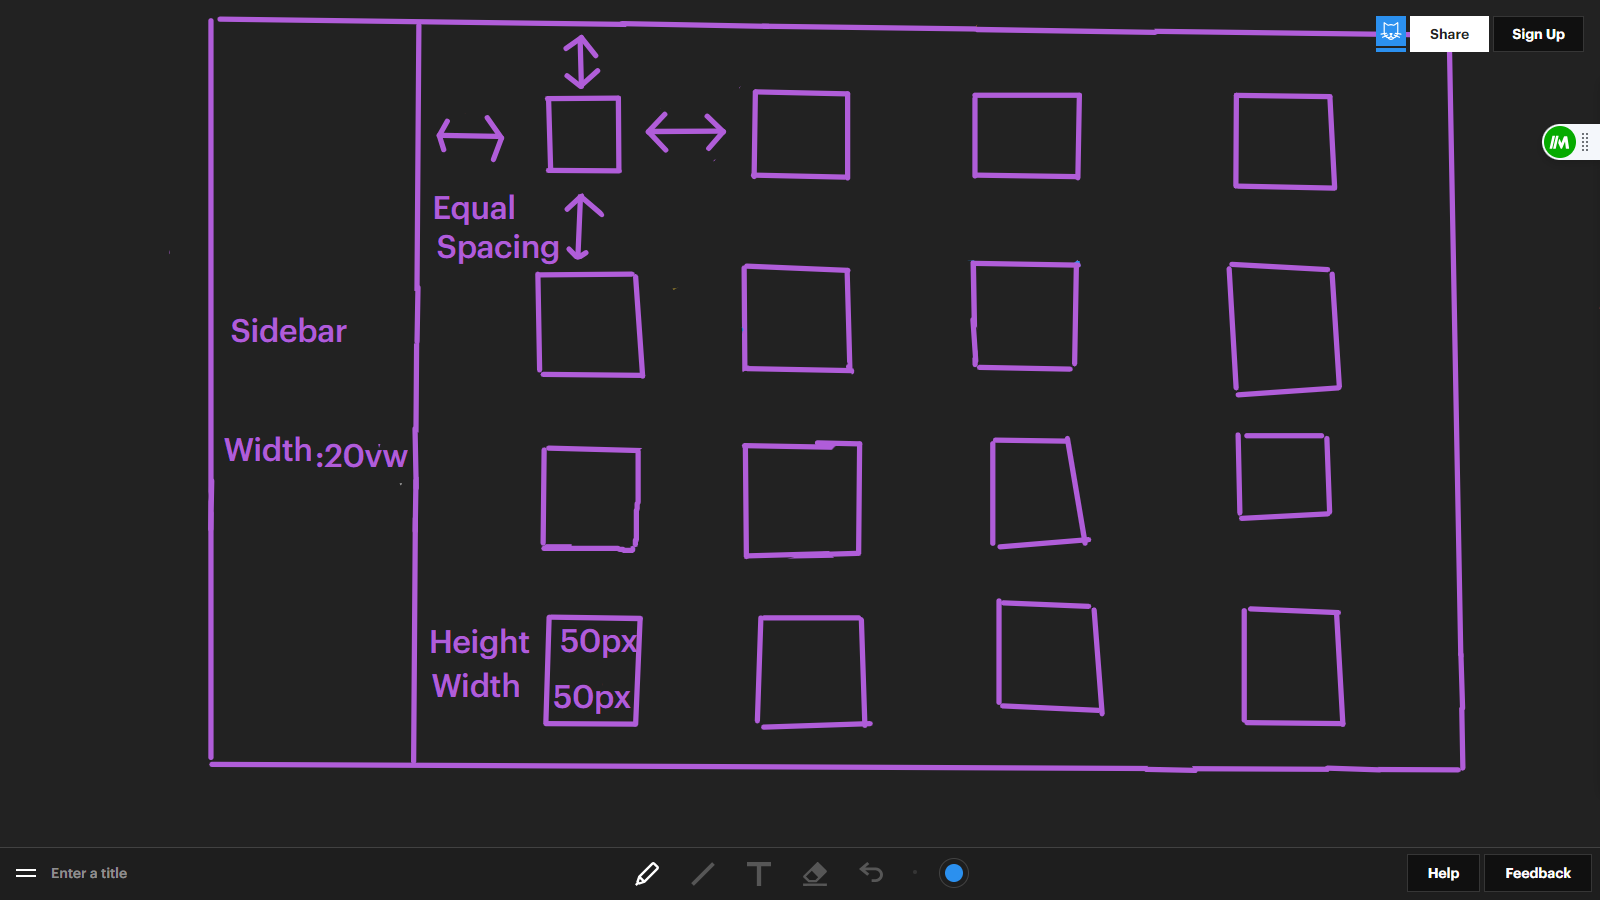 Share
Sign Up
Equal
Spacing
Sidebar
Width:20vw
Height 50px
Width 50px
Enter a title
T
Help
Feedback